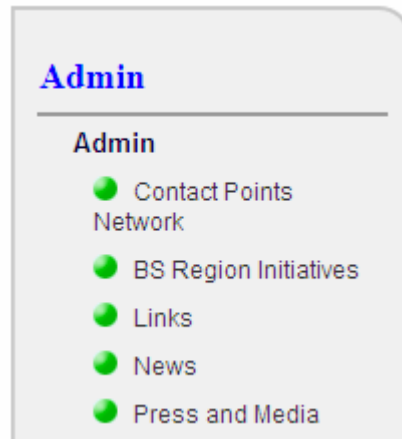 Admin
Admin
Contact Points
Network
BS Region Initiatives
Links
News
Press and Media